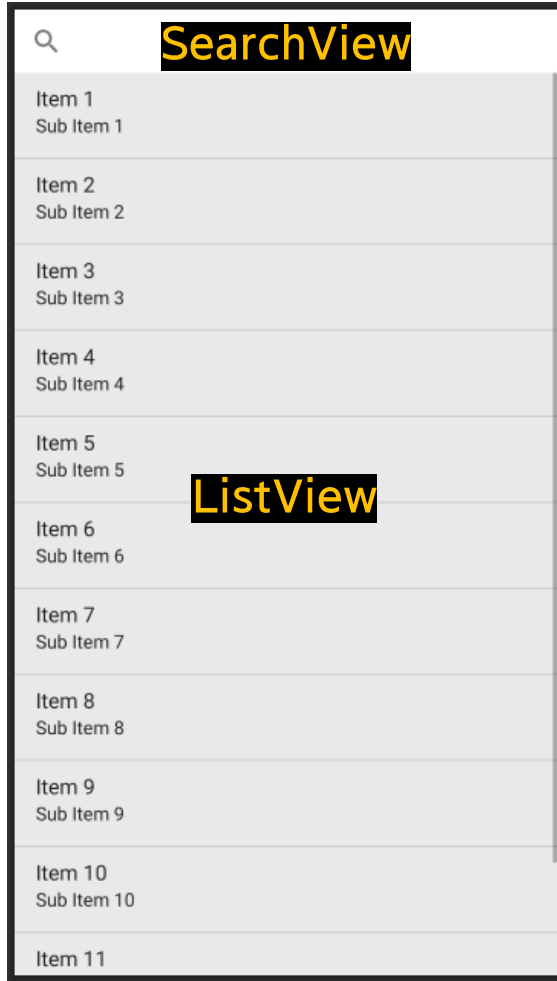 SearchView
Item 1
Sub Item 1
Item 2
Sub Item 2
Item 3
Sub Item 3
Item 4
Sub Item 4
Item 5
Sub Item 5
ListView
Item 6
Sub Item 6
Item 7
Sub Item 7
Item 8
Sub Item 8
Item 9
Sub Item 9
Item 10
Sub Item 10
Item 11